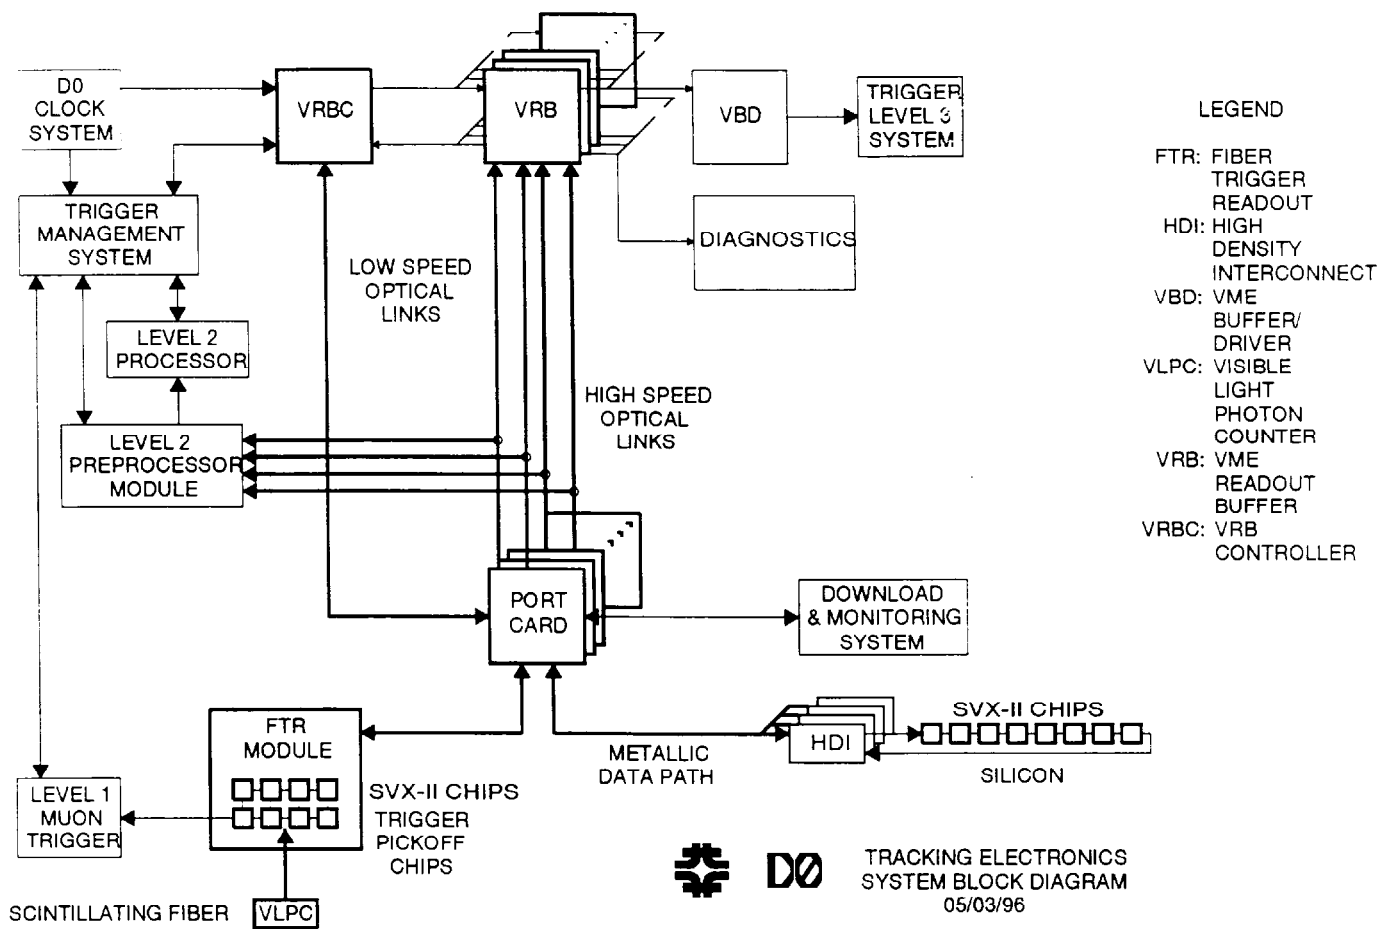 D0
CLOCK
SYSTEM
VRBC
VRB
VBD
TRIGGER
LEVEL 3
SYSTEM
TRIGGER
MANAGEMENT
SYSTEM
DIAGNOSTICS
LOW SPEED
OPTICAL
LINKS
LEVEL 2
PROCESSOR
HIGH SPEED
OPTICAL
LINKS
LEVEL 2
PREPROCESSOR
MODULE
PORT
CARD
DOWNLOAD
& MONITORING
SYSTEM
FTR
MODULE
METALLIC
DATA PATH
HDI
SVX-II CHIPS
SILICON
LEVEL 1
MUON
TRIGGER
SVX-II CHIPS
TRIGGER
PICKOFF
CHIPS
SCINTILLATING FIBER
VLPC
LEGEND
FTR: FIBER
TRIGGER
READOUT
HDI: HIGH
DENSITY
INTERCONNECT
VBD: VME
BUFFER/
DRIVER
VLPC: VISIBLE
LIGHT
PHOTON
COUNTER
VRB: VME
READOUT
BUFFER
VRBC: VRB
CONTROLLER
DØ
TRACKING ELECTRONICS
SYSTEM BLOCK DIAGRAM
05/03/96